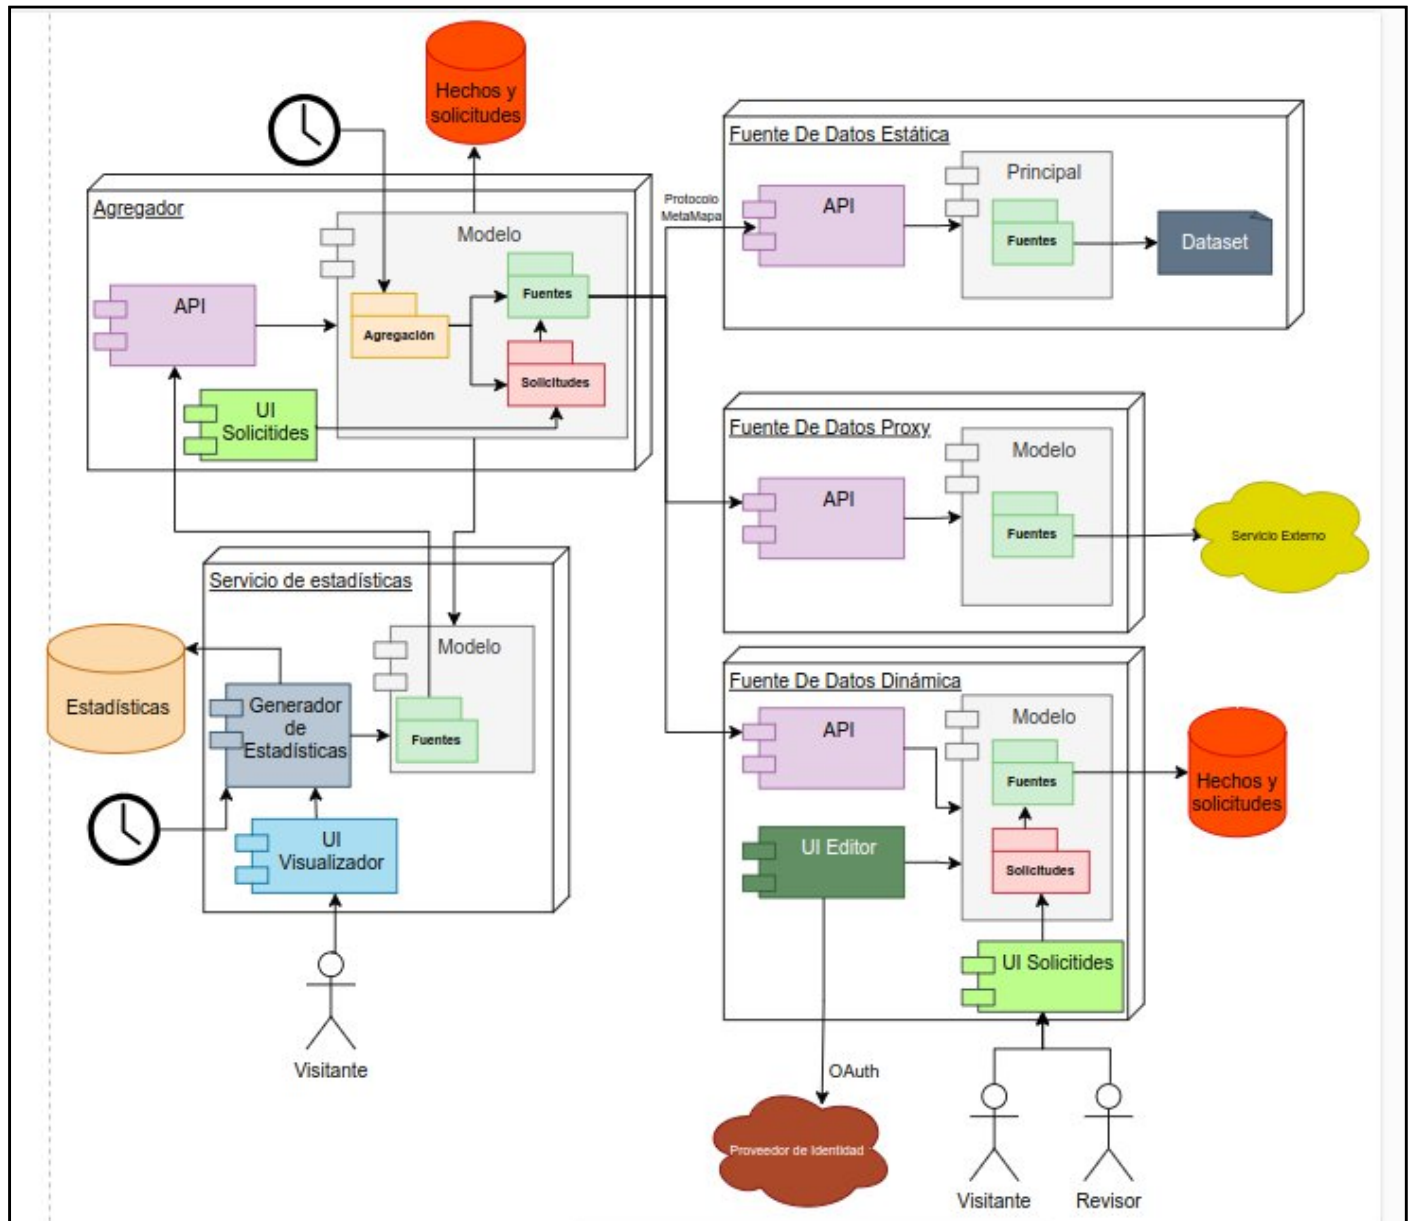 Hechos y
solicitudes
Agregador
Modelo
API
Agregación
Fuentes
Solicitudes
UI
Solicitides
Protocolo
MetaMapa
Fuente De Datos Estática
API
Principal
Fuentes
Dataset
Fuente De Datos Proxy
API
Modelo
Fuentes
Servicio Externo
Servicio de estadísticas
Estadísticas
Generador
de
Estadísticas
Modelo
Fuentes
UI
Visualizador
Visitante
Fuente De Datos Dinámica
API
Modelo
Fuentes
UI Editor
Solicitudes
UI Solicitides
Hechos y
solicitudes
OAuth
Proveedor de Identidad
Visitante
Revisor